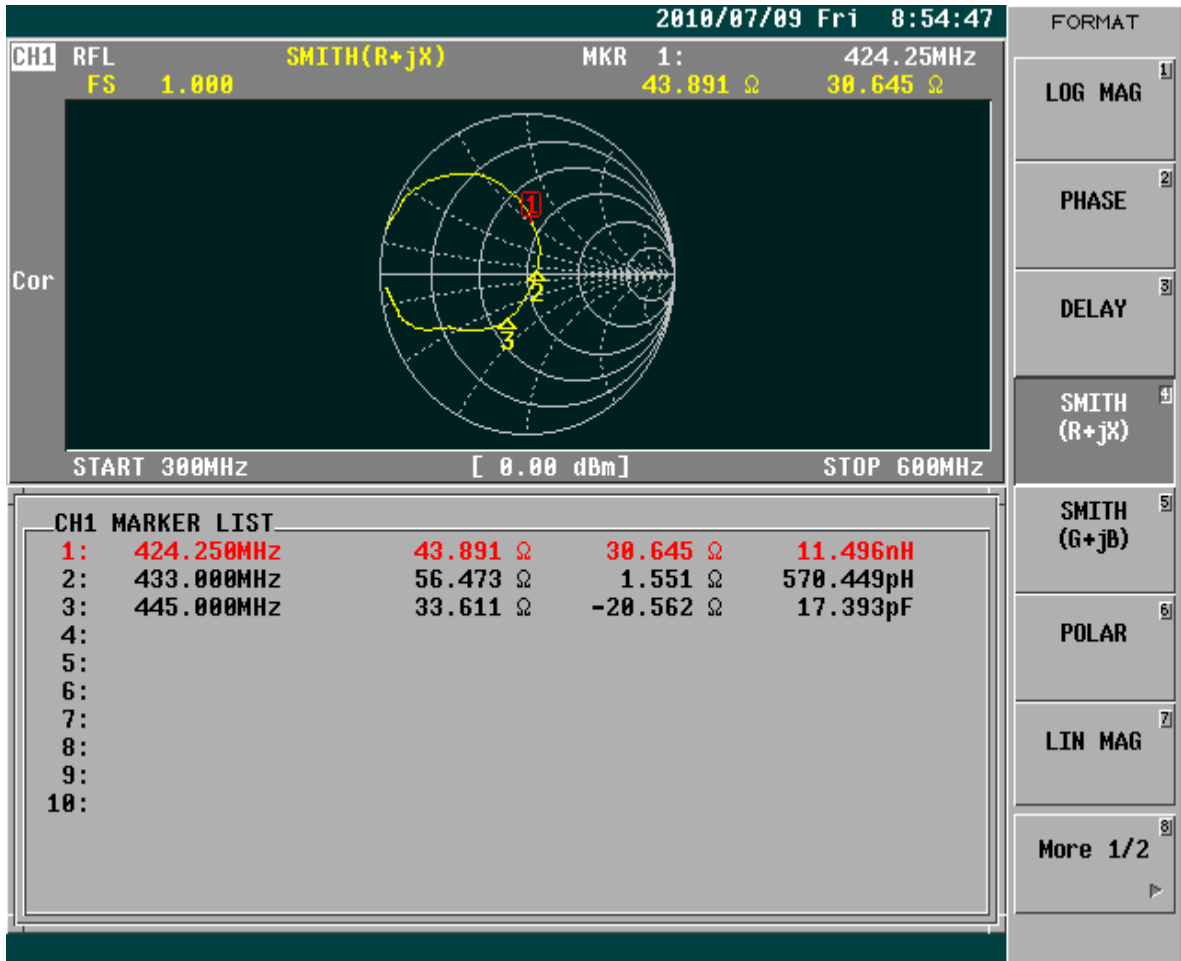 2010/07/09 Fri 8:54:47
CH1 RFL SMITH(R+jX) MKR 1: 424.25MHz
FS 1.000 43.891 Ω 30.645 Ω
1
2
3
Cor
START 300MHz [ 0.00 dBm] STOP 600MHz
CH1 MARKER LIST
1: 424.250MHz 43.891 Ω 30.645 Ω 11.496nH
2: 433.000MHz 56.473 Ω 1.551 Ω 570.449pH
3: 445.000MHz 33.611 Ω -20.562 Ω 17.393pF
4:
5:
6:
7:
8:
9:
10:
FORMAT
1
LOG MAG
2
PHASE
3
DELAY
4
SMITH
(R+jX)
5
SMITH
(G+jB)
6
POLAR
7
LIN MAG
8
More 1/2